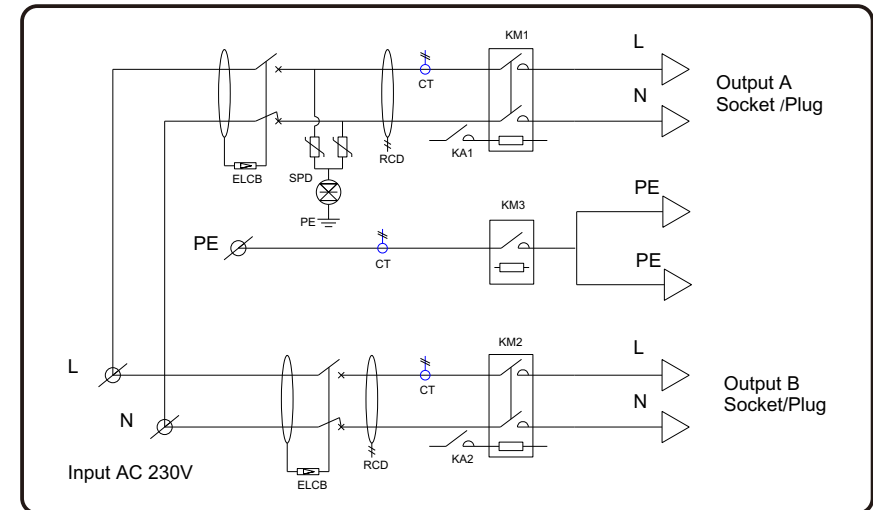 KM1
L
CT
Output A
Socket /Plug
N
KA1
RCD
ELCB
SPD
PE
PE
KM3
PE
CT
PE
KM2
L
L
CT
Output B
Socket/Plug
N
N
KA2
RCD
Input AC 230V
ELCB